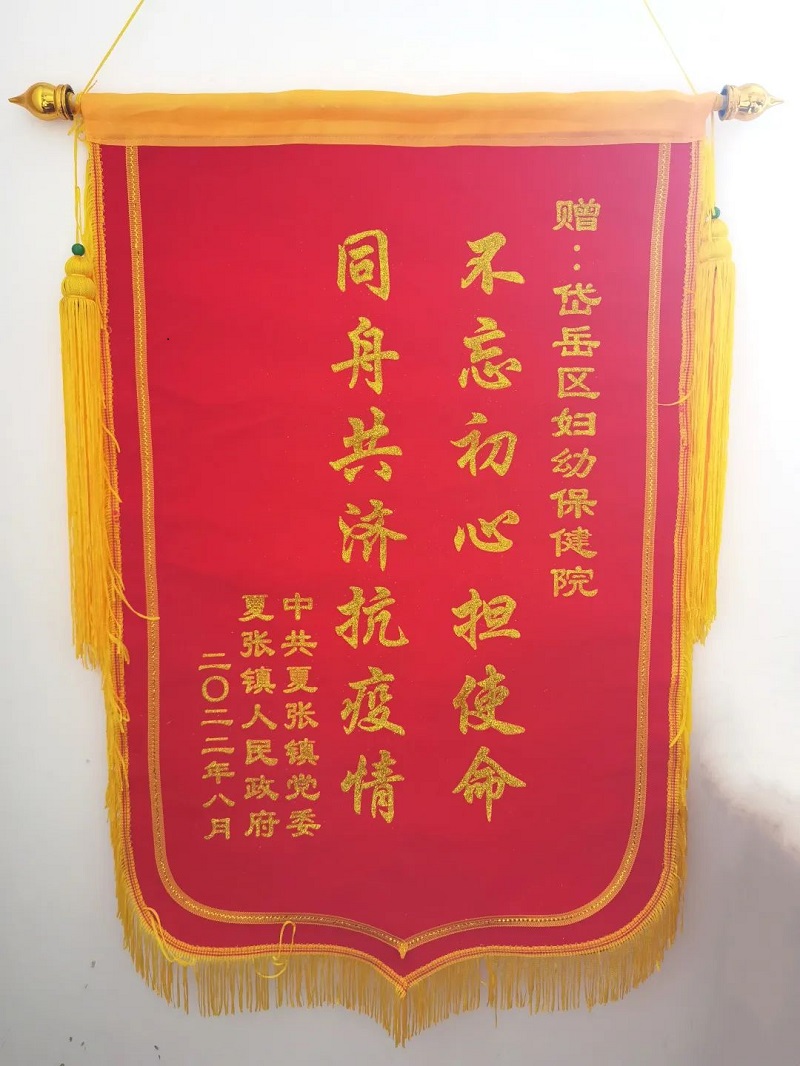 赠：岱岳区妇幼保健院
不忘初心担使命
同舟共济抗疫情
中共夏张镇党委
夏张镇人民政府
二〇二二年八月